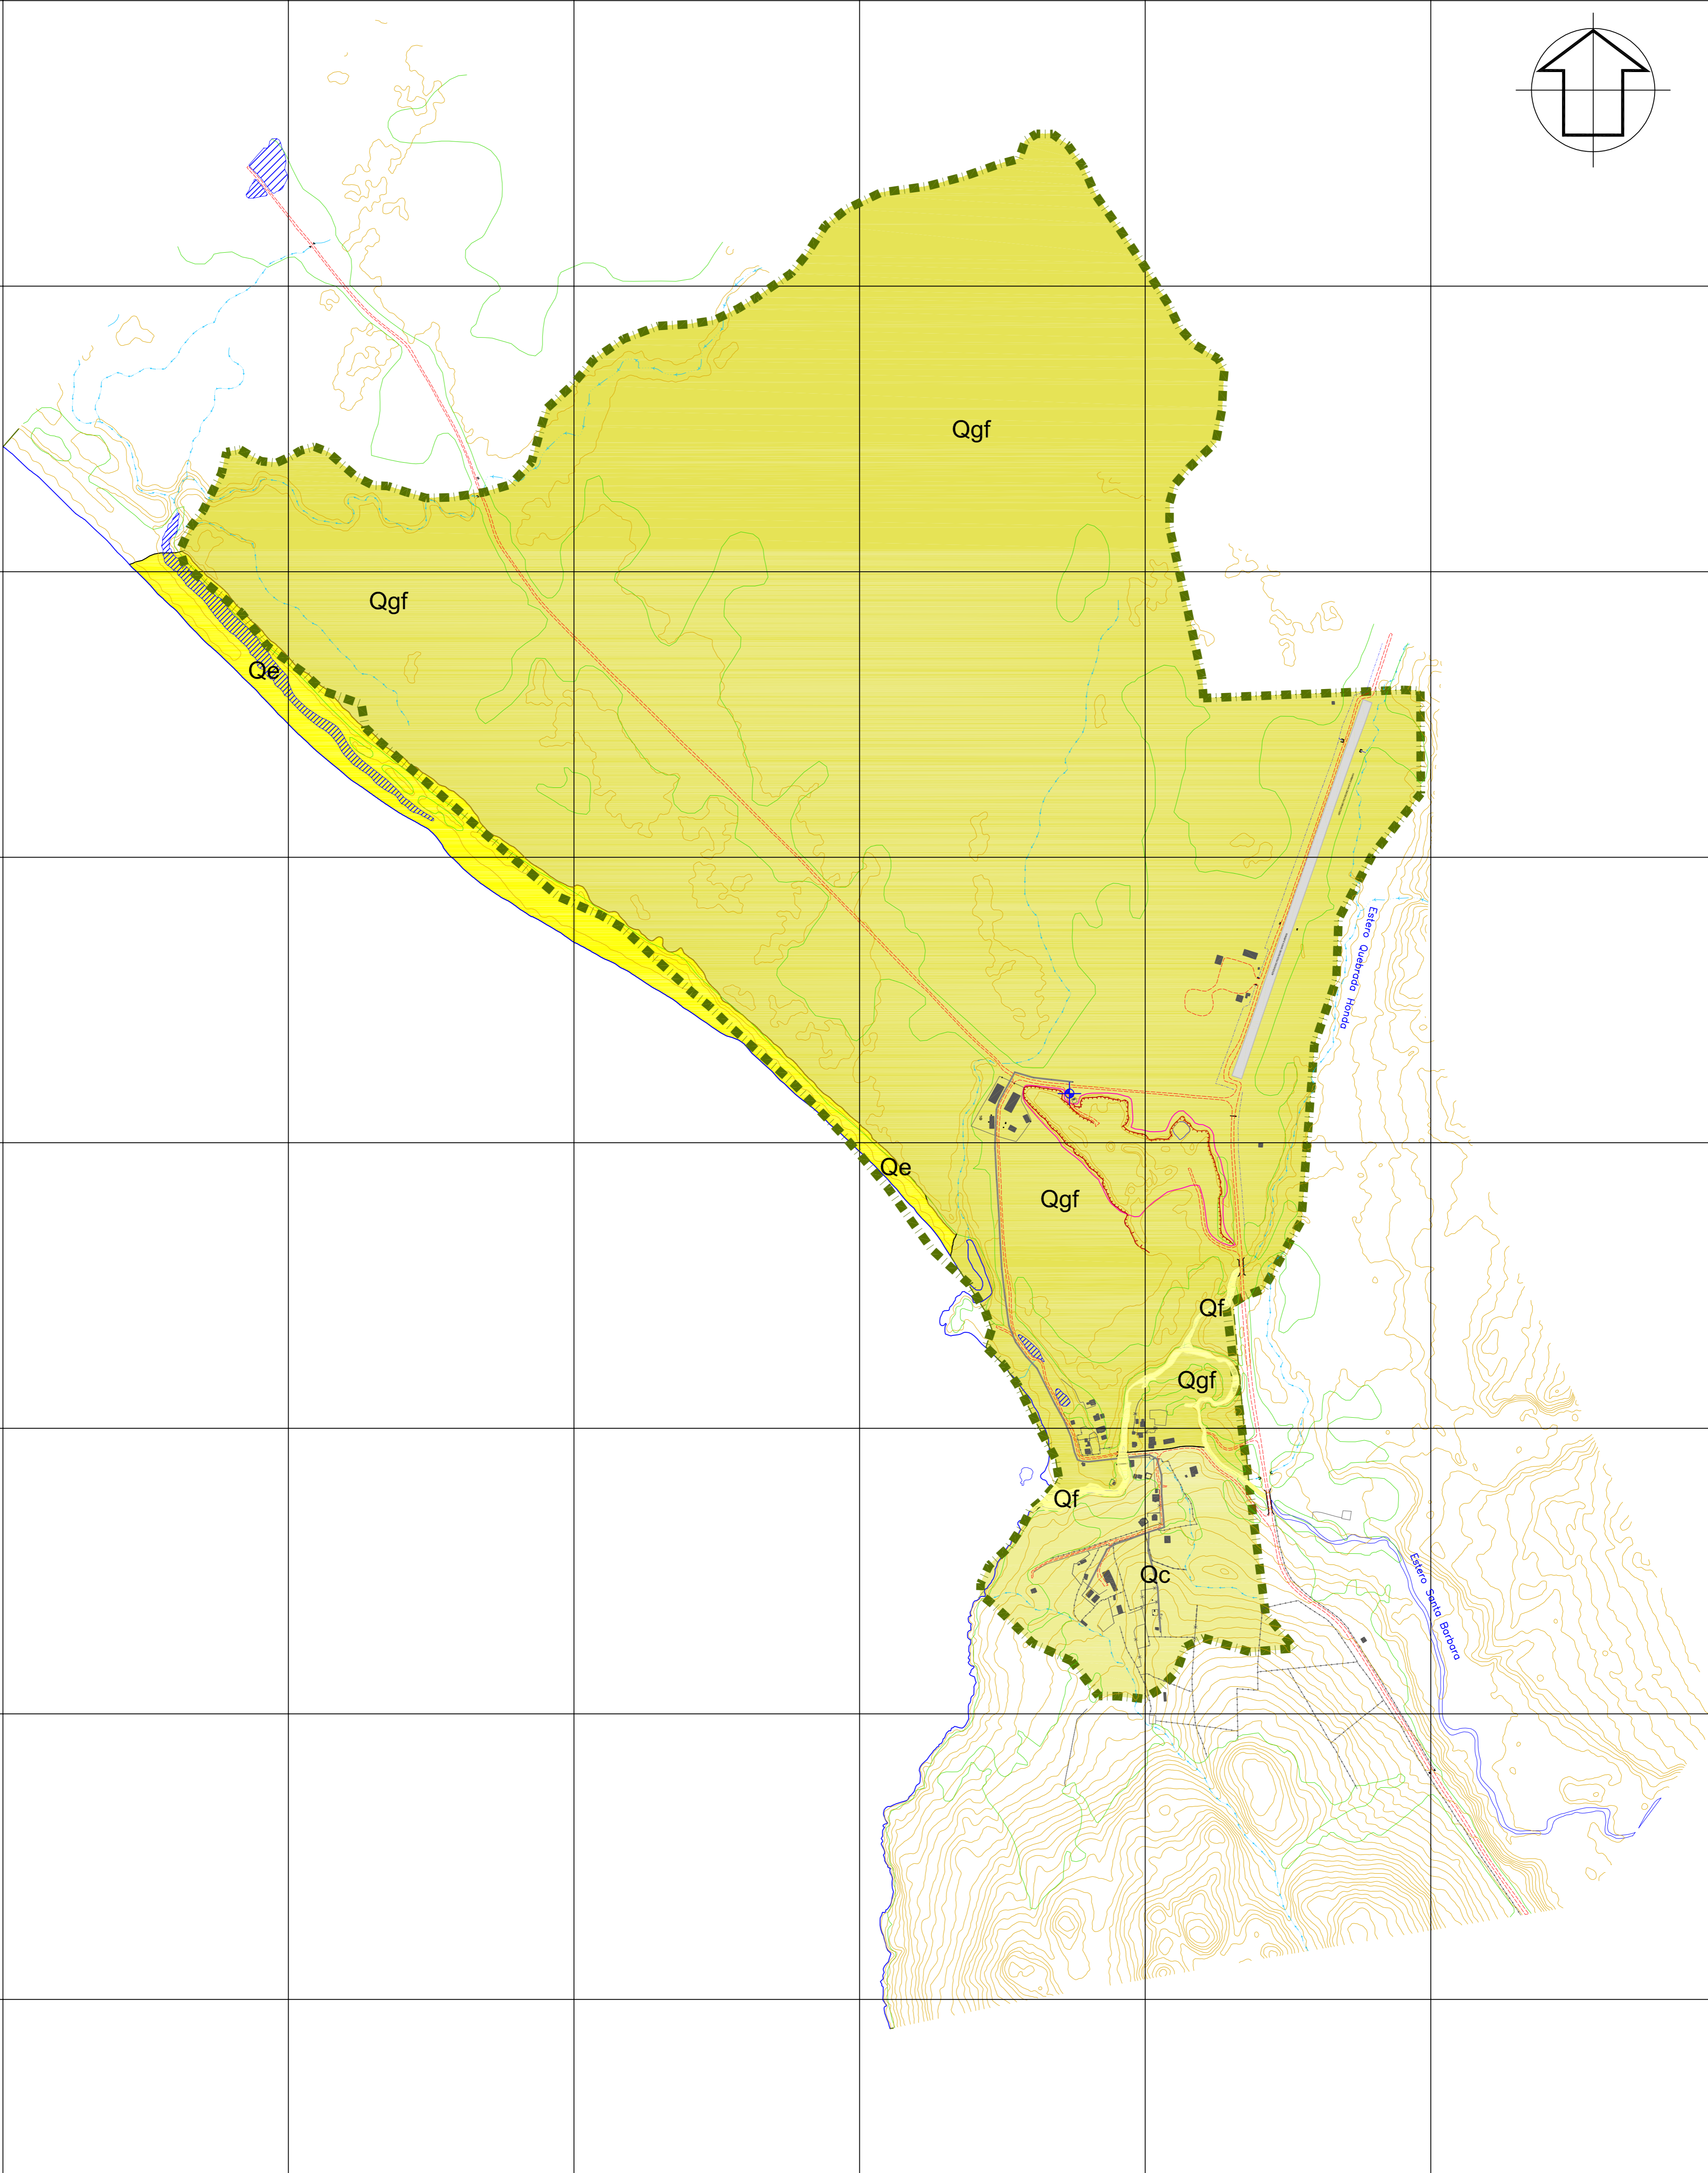 Qgf
Qgf
Qe
Estero Quebrada Honda
Qe
Qgf
Qf
Qgf
Qf
Qc
Estero Santa Barbara